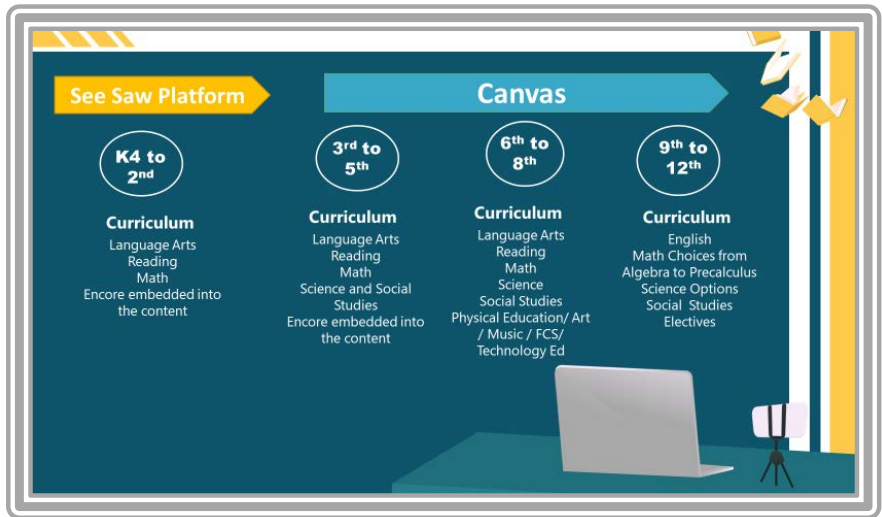 See Saw Platform
Canvas
K4 to
2nd
Curriculum
Language Arts
Reading
Math
Encore embedded into
the content
3rd to
5th
Curriculum
Language Arts
Reading
Math
Science and Social
Studies
Encore embedded into
the content
6th to
8th
Curriculum
Language Arts
Reading
Math
Science
Social Studies
Physical Education/ Art
/ Music / FCS/
Technology Ed
9th to
12th
Curriculum
English
Math Choices from
Algebra to Precalculus
Science Options
Social Studies
Electives